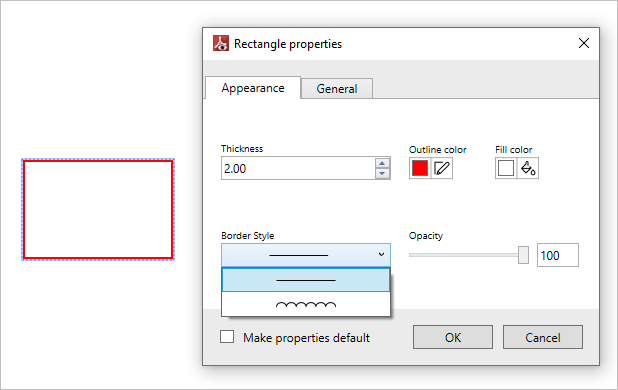 Rectangle properties
Appearance
General
Thickness
Outline color
Fill color
2.00
Border Style
Opacity
100
Make properties default
OK
Cancel